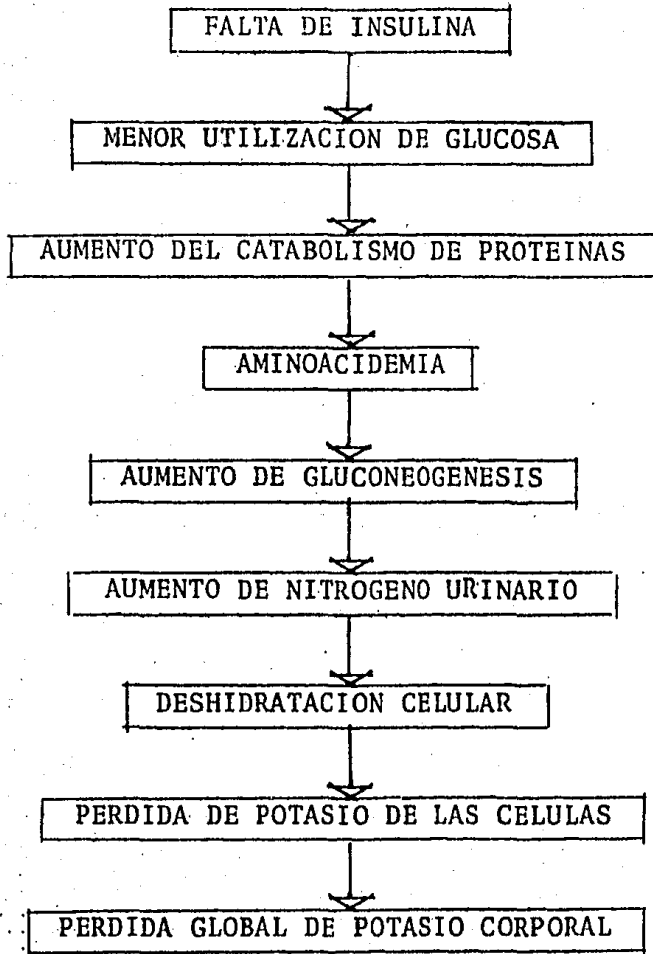 FALTA DE INSULINA
MENOR UTILIZACION DE GLUCOSA
AUMENTO DEL CATABOLISMO DE PROTEINAS
AMINOACIDEMIA
AUMENTO DE GLUCONEOGENESIS
AUMENTO DE NITROGENO URINARIO
DESHIDRATACION CELULAR
PERDIDA DE POTASIO DE LAS CELULAS
PERDIDA GLOBAL DE POTASIO CORPORAL